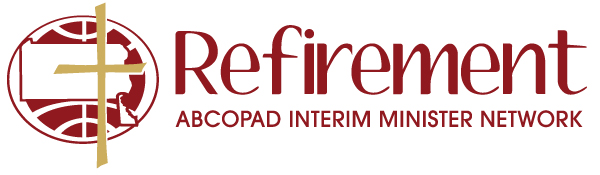 Refirement
ABCOPAD INTERIM MINISTER NETWORK